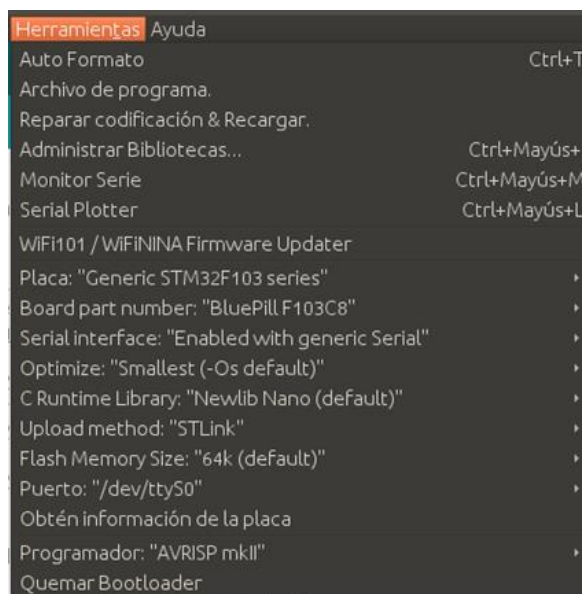 Herramientas Ayuda
Auto Formato Ctrl+T
Archivo de programa.
Reparar codificación & Recargar.
Administrar Bibliotecas... Ctrl+Mayús+
Monitor Serie Ctrl+Mayús+M
Serial Plotter Ctrl+Mayús+L
WiFi101 / WiFiNINA Firmware Updater
Placa: "Generic STM32F103 series"
Board part number: "BluePill F103C8"
Serial interface: "Enabled with generic Serial"
Optimize: "Smallest (-Os default)"
C Runtime Library: "Newlib Nano (default)"
Upload method: "STLink"
Flash Memory Size: "64k (default)"
Puerto: "/dev/ttyS0"
Obtén información de la placa
Programador: "AVRISP mkII"
Quemar Bootloader